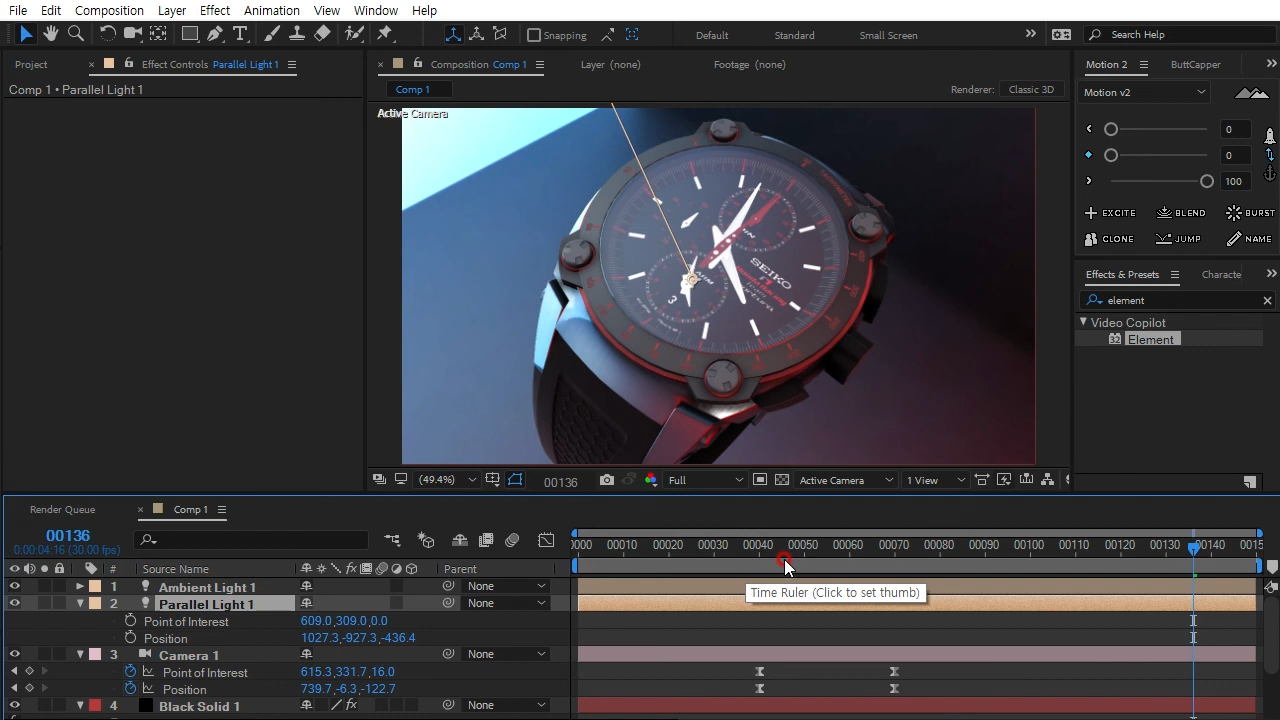 File Edit Composition Layer Effect Animation View Window Help
Snapping Default Standard Small Screen Search Help
Project × Effect Controls Parallel Light 1
Comp 1 • Parallel Light 1
× Composition Comp 1 Layer (none) Footage (none)
Comp 1 Renderer: Classic 3D
Active Camera
SEIKO
3
(49.4%) 00136 Full Active Camera 1 View
Motion 2 ButtCapper
Motion v2
0
0
100
EXCITE BLEND BURST
CLONE JUMP NAME
Effects & Presets Characte
element
Video Copilot
32 Element
Render Queue × Comp 1
00136
0:00:04:16 (30.00 fps)
0000 00010 00020 00030 00040 00050 00060 00070 00080 00090 00100 00110 00120 00130 00140 0015
# Source Name fx Parent
1 Ambient Light 1 None
Time Ruler (Click to set thumb)
2 Parallel Light 1 None
Point of Interest 609.0,309.0,0.0
Position 1027.3,-927.3,-436.4
3 Camera 1 None
Point of Interest 615.3,331.7,16.0
Position 739.7,-6.3,-122.7
4 Black Solid 1 fx None